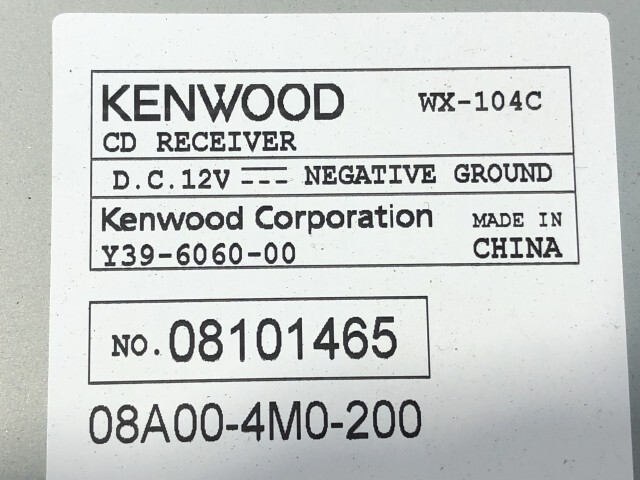 KENWOOD WX-104C
CD RECEIVER
D.C.12V NEGATIVE GROUND
Kenwood Corporation MADE IN
Y39-6060-00 CHINA
NO. 08101465
08A00-4M0-200